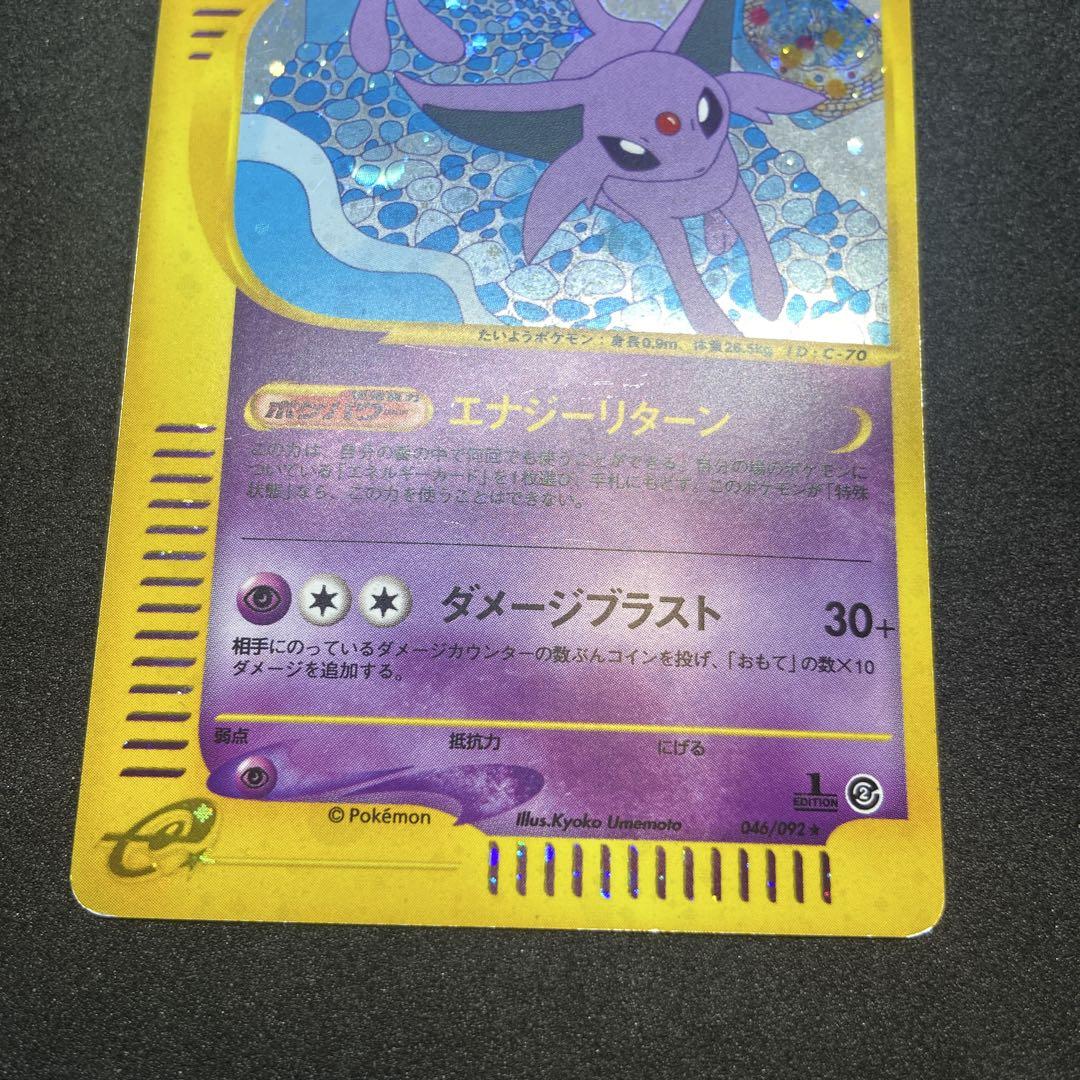 たいようポケモン：身長0.9m 体重26.5kg ID・C-70
特殊能力
ポケパワー
エナジーリターン
この力は、自分の番の中で何回でも使うことができる。自分の場のポケモンに
ついている「エネルギーカード」を1枚選び、手札にもどす。このポケモンが「特殊
状態」なら、この力を使うことはできない。
ダメージブラスト 30+
相手にのっているダメージカウンターの数ぶんコインを投げ、「おもて」の数×10
ダメージを追加する。
弱点 抵抗力 にげる
1
EDITION
2
© Pokémon Illus.Kyoko Umemoto 046/092★
e